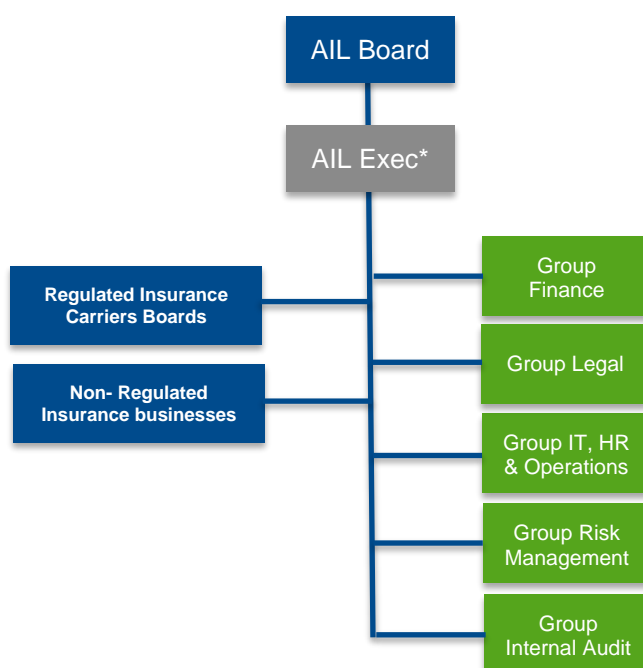 AIL Board
AIL Exec*
Regulated Insurance
Carriers Boards
Non- Regulated
Insurance businesses
Group
Finance
Group Legal
Group IT, HR
& Operations
Group Risk
Management
Group
Internal Audit